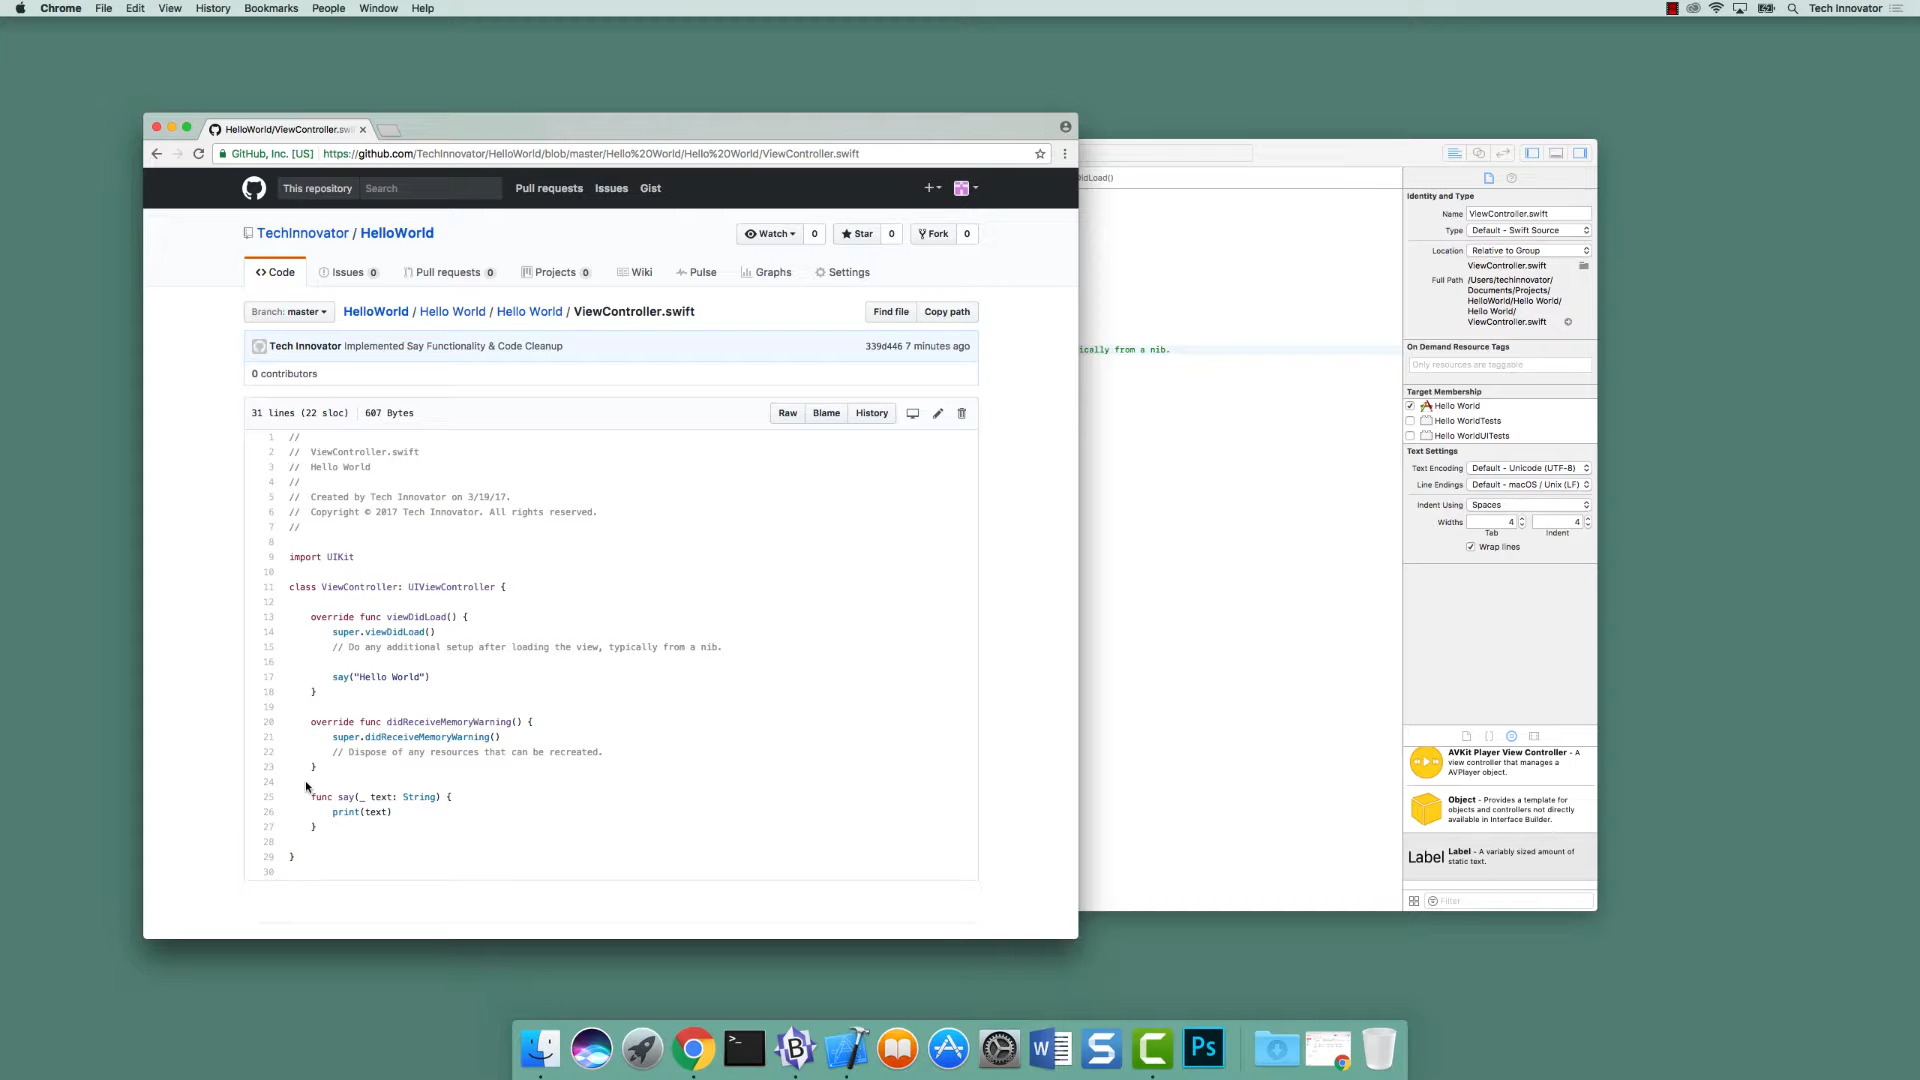 Chrome File Edit View History Bookmarks People Window Help Tech Innovator
HelloWorld/ViewController.swi
GitHub, Inc. [US] https://github.com/TechInnovator/HelloWorld/blob/master/Hello%20World/Hello%20World/ViewController.swift
This repository Search Pull requests Issues Gist
TechInnovator / HelloWorld Watch 0 Star 0 Fork 0
<> Code Issues 0 Pull requests 0 Projects 0 Wiki Pulse Graphs Settings
Branch: master HelloWorld / Hello World / Hello World / ViewController.swift Find file Copy path
Tech Innovator Implemented Say Functionality & Code Cleanup 339d446 7 minutes ago
0 contributors
31 lines (22 sloc) 607 Bytes Raw Blame History
1 //
2 // ViewController.swift
3 // Hello World
4 //
5 // Created by Tech Innovator on 3/19/17.
6 // Copyright © 2017 Tech Innovator. All rights reserved.
7 //
8
9 import UIKit
10
11 class ViewController: UIViewController {
12
13 override func viewDidLoad() {
14 super.viewDidLoad()
15 // Do any additional setup after loading the view, typically from a nib.
16
17 say("Hello World")
18 }
19
20 override func didReceiveMemoryWarning() {
21 super.didReceiveMemoryWarning()
22 // Dispose of any resources that can be recreated.
23 }
24
25 func say(_ text: String) {
26 print(text)
27 }
28
29 }
30
idLoad()
ically from a nib.
Identity and Type
Name ViewController.swift
Type Default - Swift Source
Location Relative to Group
ViewController.swift
Full Path /Users/techinnovator/
Documents/Projects/
HelloWorld/Hello World/
Hello World/
ViewController.swift
On Demand Resource Tags
Only resources are taggable
Target Membership
Hello World
Hello WorldTests
Hello WorldUITests
Text Settings
Text Encoding Default - Unicode (UTF-8)
Line Endings Default - macOS / Unix (LF)
Indent Using Spaces
Widths 4 4
Tab Indent
Wrap lines
AVKit Player View Controller - A
view controller that manages a
AVPlayer object.
Object - Provides a template for
objects and controllers not directly
available in Interface Builder.
Label Label - A variably sized amount of
static text.
Filter
>_ B W S C Ps